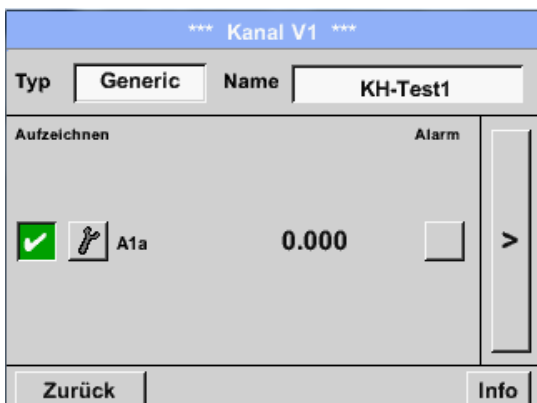 *** Kanal V1 ***
Typ Generic Name KH-Test1
Aufzeichnen Alarm
A1a 0.000 >
Zurück Info